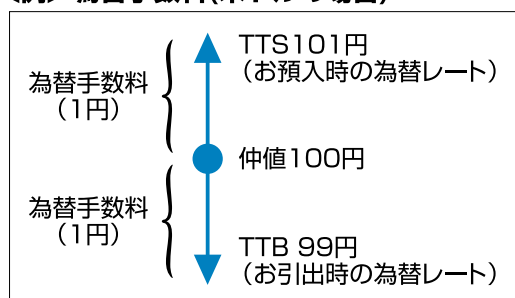 TTS101円
（お預入時の為替レート）
為替手数料
（1円）
仲値100円
為替手数料
（1円）
TTB 99円
（お引出時の為替レート）